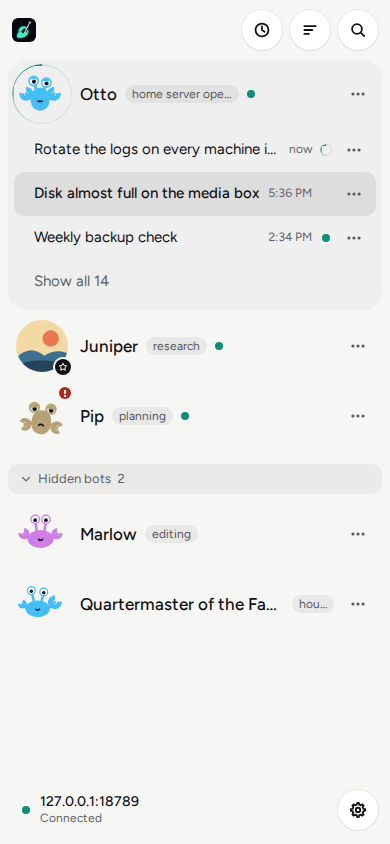 Otto home server ope...
Rotate the logs on every machine i... now
Disk almost full on the media box 5:36 PM
Weekly backup check 2:34 PM
Show all 14
Juniper research
Pip planning
Hidden bots 2
Marlow editing
Quartermaster of the Fa... hou...
127.0.0.1:18789
Connected